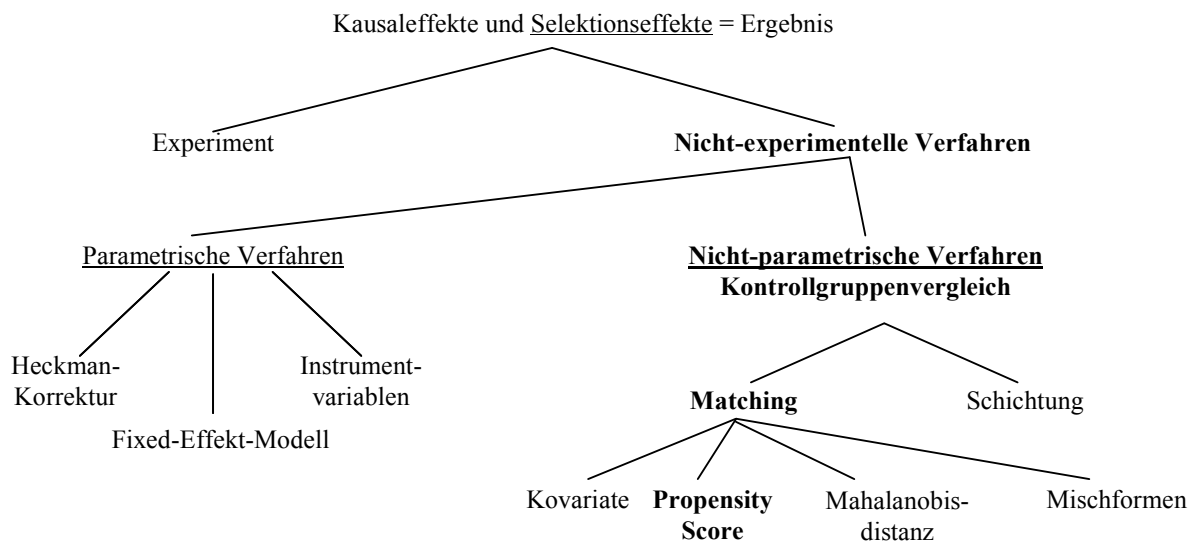 Kausaleffekte und Selektionseffekte = Ergebnis
Experiment
Nicht-experimentelle Verfahren
Parametrische Verfahren
Nicht-parametrische Verfahren
Kontrollgruppenvergleich
Heckman-
Korrektur
Instrument-
variablen
Fixed-Effekt-Modell
Matching
Schichtung
Kovariate
Propensity
Score
Mahalanobis-
distanz
Mischformen